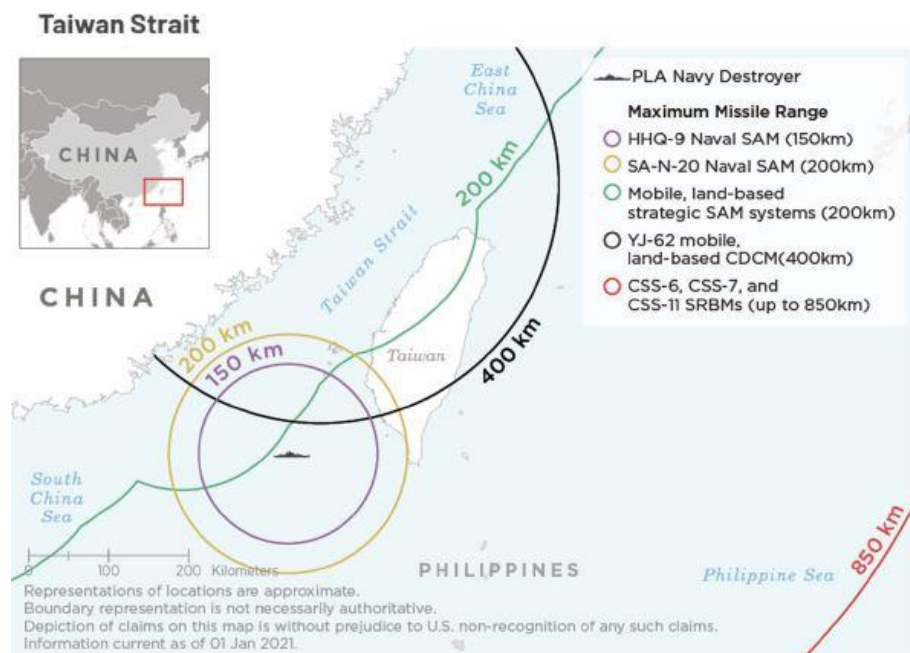 Taiwan Strait
CHINA
East
China
Sea
PLA Navy Destroyer
Maximum Missile Range
HHQ-9 Naval SAM (150km)
SA-N-20 Naval SAM (200km)
Mobile, land-based
strategic SAM systems (200km)
YJ-62 mobile,
land-based CDCM(400km)
CSS-6, CSS-7, and
CSS-11 SRBMs (up to 850km)
200 km
Taiwan Strait
CHINA
200 km
150 km
Taiwan
400 km
South
China
Sea
850 km
0 100 200 Kilometers
PHILIPPINES
Philippine Sea
Representations of locations are approximate.
Boundary representation is not necessarily authoritative.
Depiction of claims on this map is without prejudice to U.S. non-recognition of any such claims.
Information current as of 01 Jan 2021.